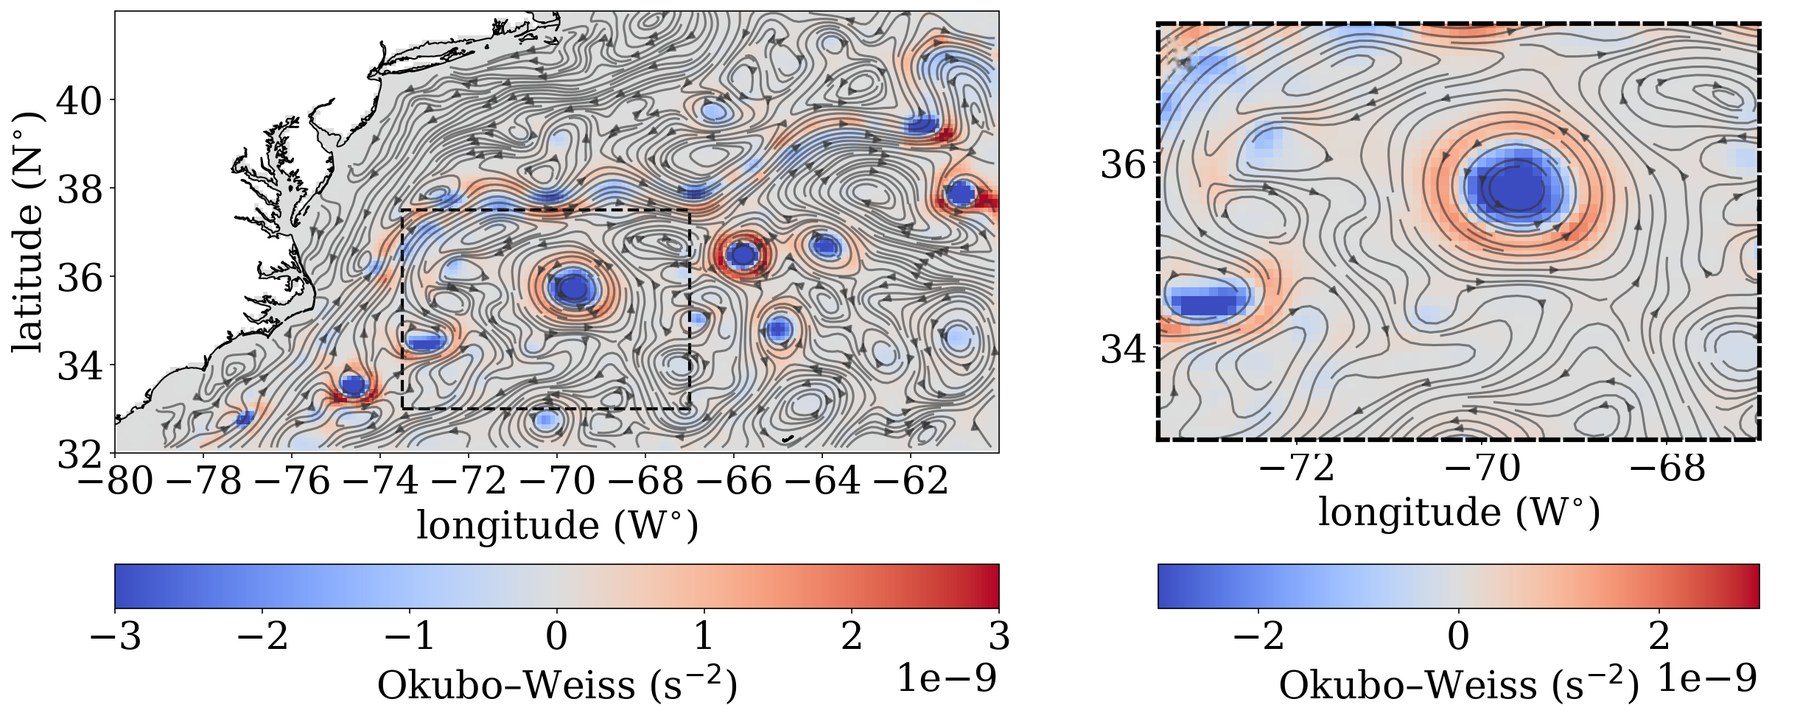 40
38
36
34
32
latitude (N°)
−80 −78 −76 −74 −72 −70 −68 −66 −64 −62
longitude (W°)
−3 −2 −1 0 1 2 3
Okubo–Weiss (s⁻²) 1e−9
36
34
−72 −70 −68
longitude (W°)
−2 0 2
Okubo–Weiss (s⁻²) 1e−9